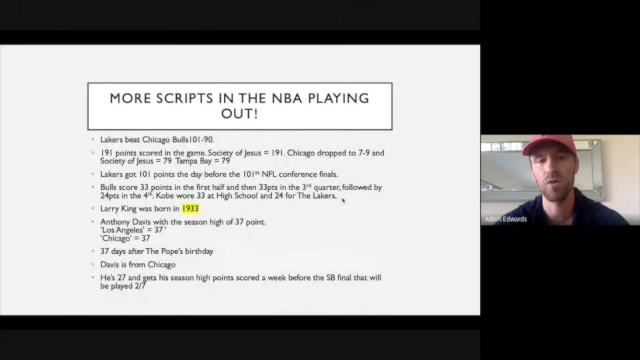 MORE SCRIPTS IN THE NBA PLAYING
OUT!
Lakers beat Chicago Bulls101-90.
191 points scored in the game. Society of Jesus = 191. Chicago dropped to 7-9 and
Society of Jesus = 79 Tampa Bay = 79
Lakers got 101 points the day before the 101st NFL conference finals.
Bulls score 33 points in the first half and then 33pts in the 3rd quarter, followed by
24pts in the 4th. Kobe wore 33 at High School and 24 for The Lakers.
Larry King was born in 1933
Anthony Davis with the season high of 37 point.
'Los Angeles' = 37 '
'Chicago' = 37
37 days after The Pope's birthday
Davis is from Chicago
He's 27 and gets his season high points scored a week before the SB final that will
be played 2/7
Adam Edwards